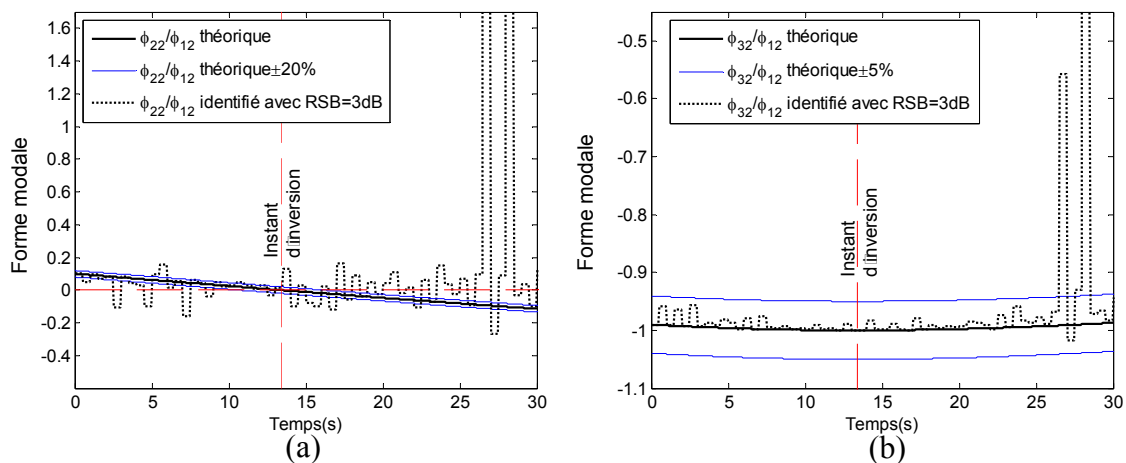 ϕ22/ϕ12 théorique
ϕ22/ϕ12 théorique±20%
ϕ22/ϕ12 identifié avec RSB=3dB
Forme modale
1.6
1.4
1.2
1
0.8
0.6
0.4
0.2
0
-0.2
-0.4
Instant
d'inversion
0
5
10
15
20
25
30
Temps(s)
(a)
ϕ32/ϕ12 théorique
ϕ32/ϕ12 théorique±5%
ϕ32/ϕ12 identifié avec RSB=3dB
Forme modale
-0.5
-0.6
-0.7
-0.8
-0.9
-1
-1.1
Instant
d'inversion
0
5
10
15
20
25
30
Temps(s)
(b)